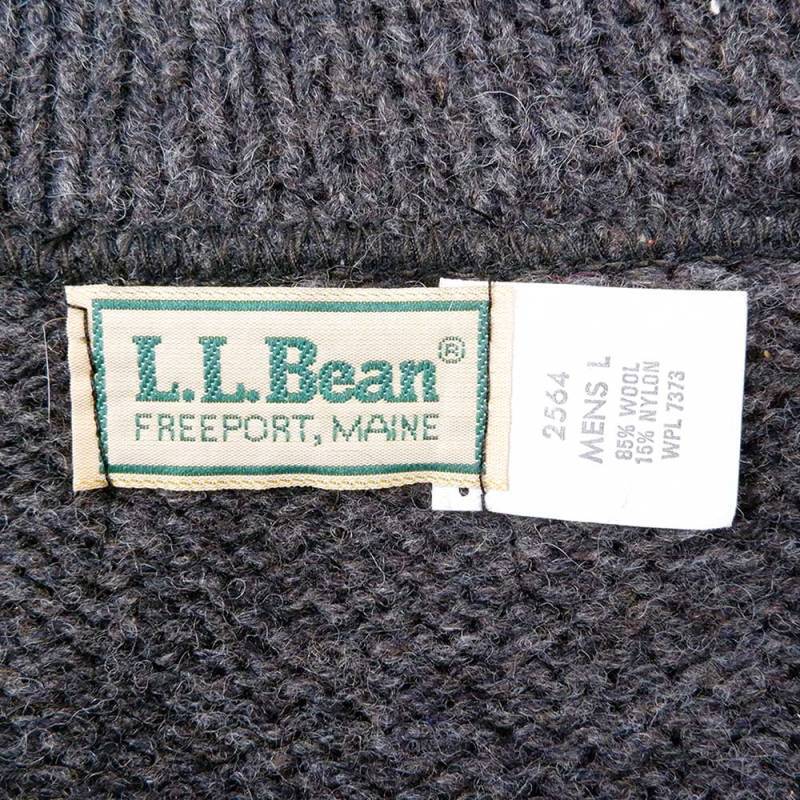 L.L.Bean®
FREEPORT, MAINE
2564
MENS L
85% WOOL
15% NYLON
WPL 7373